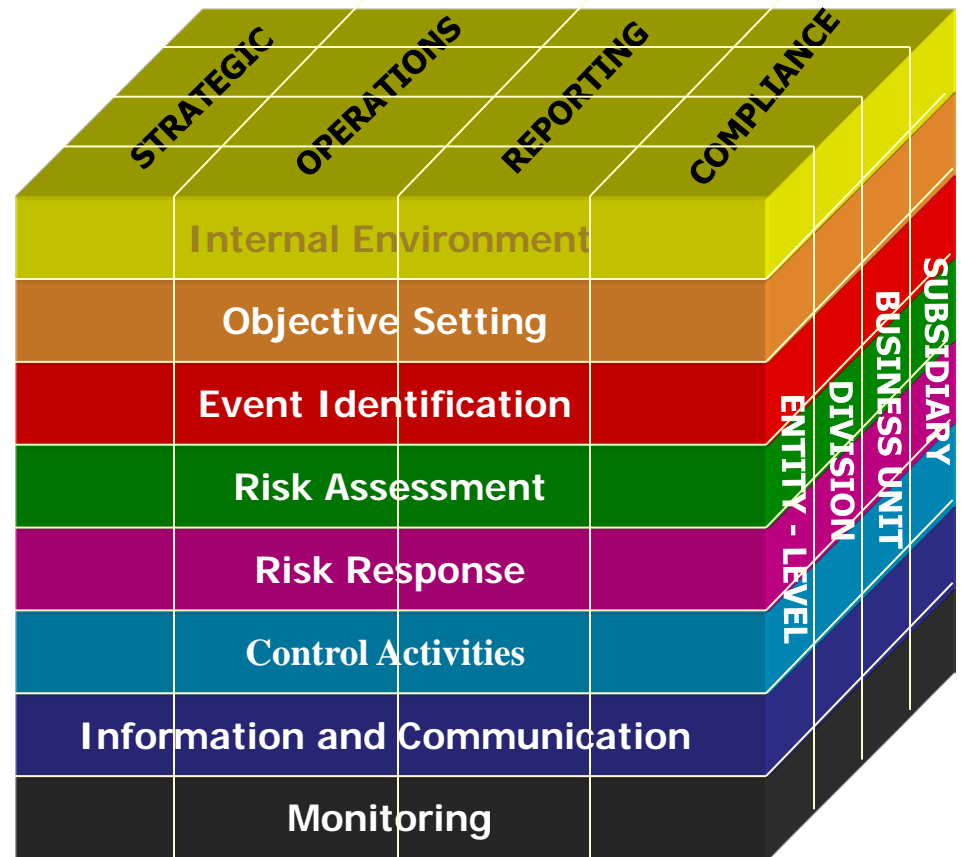 STRATEGIC
OPERATIONS
REPORTING
COMPLIANCE
Internal Environment
Objective Setting
Event Identification
Risk Assessment
Risk Response
Control Activities
Information and Communication
Monitoring
ENTITY - LEVEL
DIVISION
BUSINESS UNIT
SUBSIDIARY